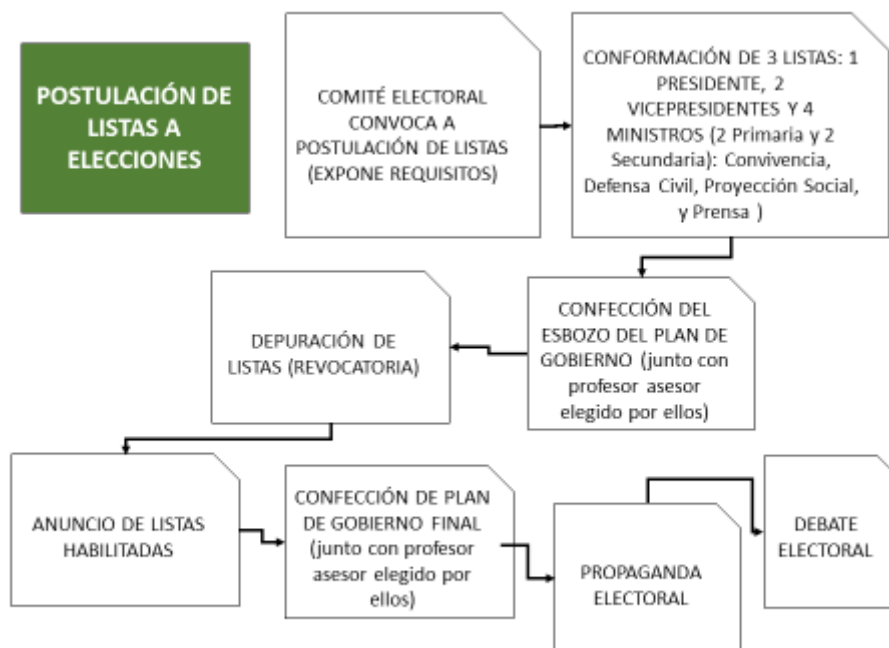 POSTULACIÓN DE
LISTAS A
ELECCIONES
COMITÉ ELECTORAL
CONVOCA A
POSTULACIÓN DE LISTAS
(EXPONE REQUISITOS)
CONFORMACIÓN DE 3 LISTAS: 1
PRESIDENTE, 2
VICEPRESIDENTES Y 4
MINISTROS (2 Primaria y 2
Secundaria): Convivencia,
Defensa Civil, Proyección Social,
y Prensa )
CONFECCIÓN DEL
ESBOZO DEL PLAN DE
GOBIERNO (junto con
profesor asesor
elegido por ellos)
DEPURACIÓN DE
LISTAS (REVOCATORIA)
ANUNCIO DE LISTAS
HABILITADAS
CONFECCIÓN DE PLAN
DE GOBIERNO FINAL
(junto con profesor
asesor elegido por
ellos)
PROPAGANDA
ELECTORAL
DEBATE
ELECTORAL